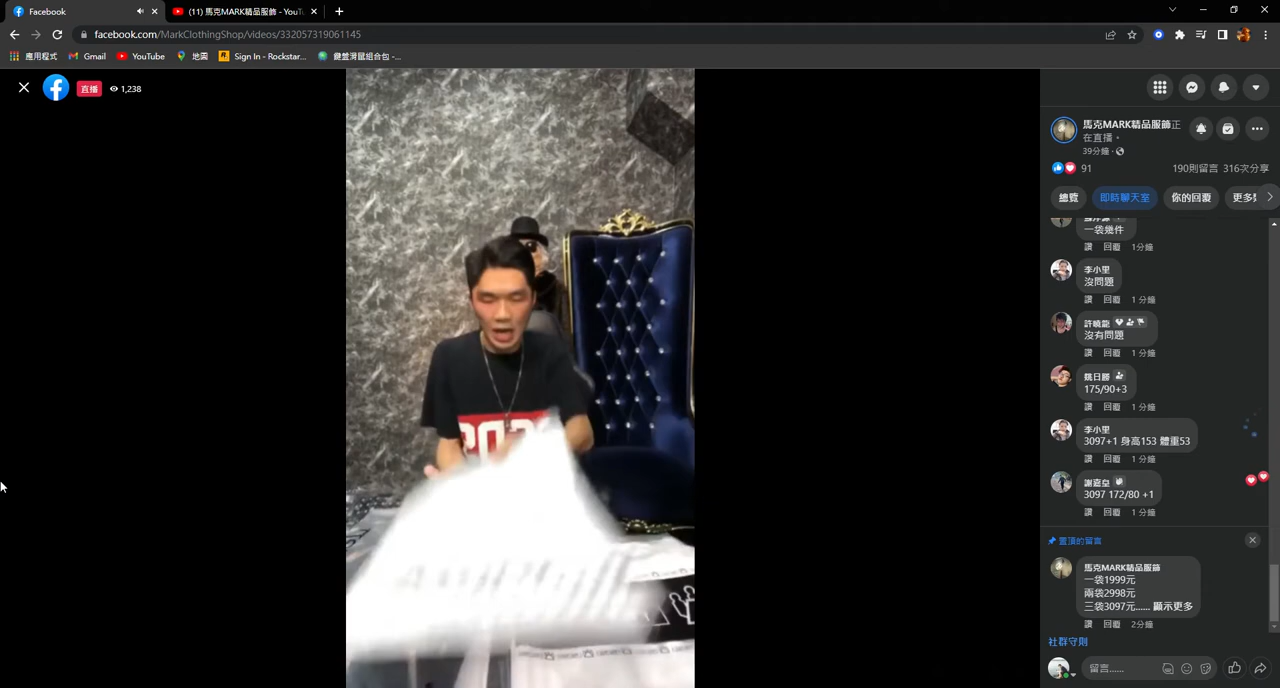 Facebook
(11) 馬克MARK精品服飾 - YouTu
facebook.com/MarkClothingShop/videos/332057319061145
應用程式
Gmail
YouTube
地圖
Sign In - Rockstar...
鍵盤滑鼠組合包 -...
直播
1,238
馬克MARK精品服飾正
在直播。
39分鐘
91
190則留言 316次分享
總覽
即時聊天室
你的回覆
一袋幾件
讚 回覆 1分鐘
李小里
沒問題
讚 回覆 1分鐘
許曉龍
沒有問題
讚 回覆 1分鐘
姚日勝
175/90+3
讚 回覆 1分鐘
李小里
3097+1 身高153 體重53
讚 回覆 1分鐘
謝嘉皇
3097 172/80 +1
讚 回覆 1分鐘
置頂的留言
馬克MARK精品服飾
一袋1999元
兩袋2998元
三袋3097元...... 顯示更多
讚 回覆 2分鐘
社群守則
留言......